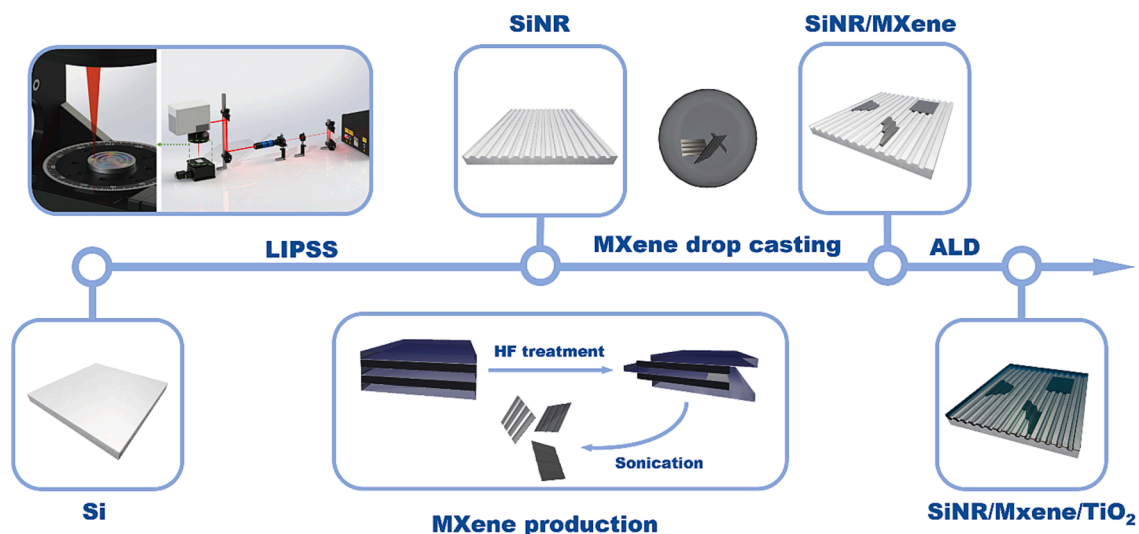 SiNR
SiNR/MXene
LIPSS
MXene drop casting
ALD
HF treatment
Sonication
Si
MXene production
SiNR/Mxene/TiO₂